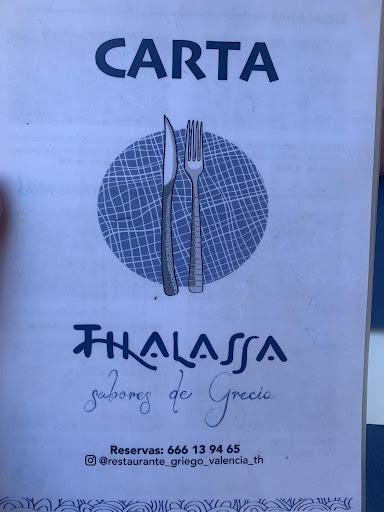 CARTA
THALASSA
sabores de Grecia
Reservas: 666 13 94 65
@restaurante_griego_valencia_th